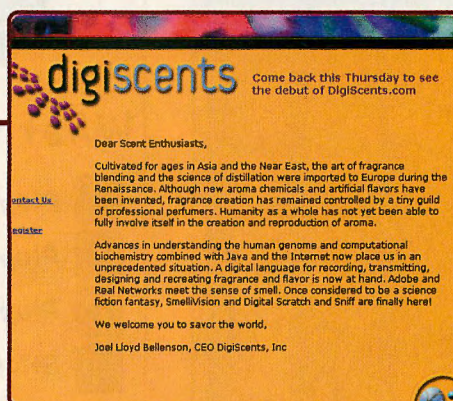 digiscents
Come back this Thursday to see
the debut of DigiScents.com
Dear Scent Enthusiasts,
Cultivated for ages in Asia and the Near East, the art of fragrance
blending and the science of distillation were imported to Europe during the
Renaissance. Although new aroma chemicals and artificial flavors have
been invented, fragrance creation has remained controlled by a tiny guild
of professional perfumers. Humanity as a whole has not yet been able to
fully involve itself in the creation and reproduction of aroma.
ontact Us
egister
Advances in understanding the human genome and computational
biochemistry combined with Java and the Internet now place us in an
unprecedented situation. A digital language for recording, transmitting,
designing and recreating fragrance and flavor is now at hand. Adobe and
Real Networks meet the sense of smell. Once considered to be a science
fiction fantasy, SmelliVision and Digital Scratch and Sniff are finally here!
We welcome you to savor the world,
Joel Lloyd Bellenson, CEO DigiScents, Inc